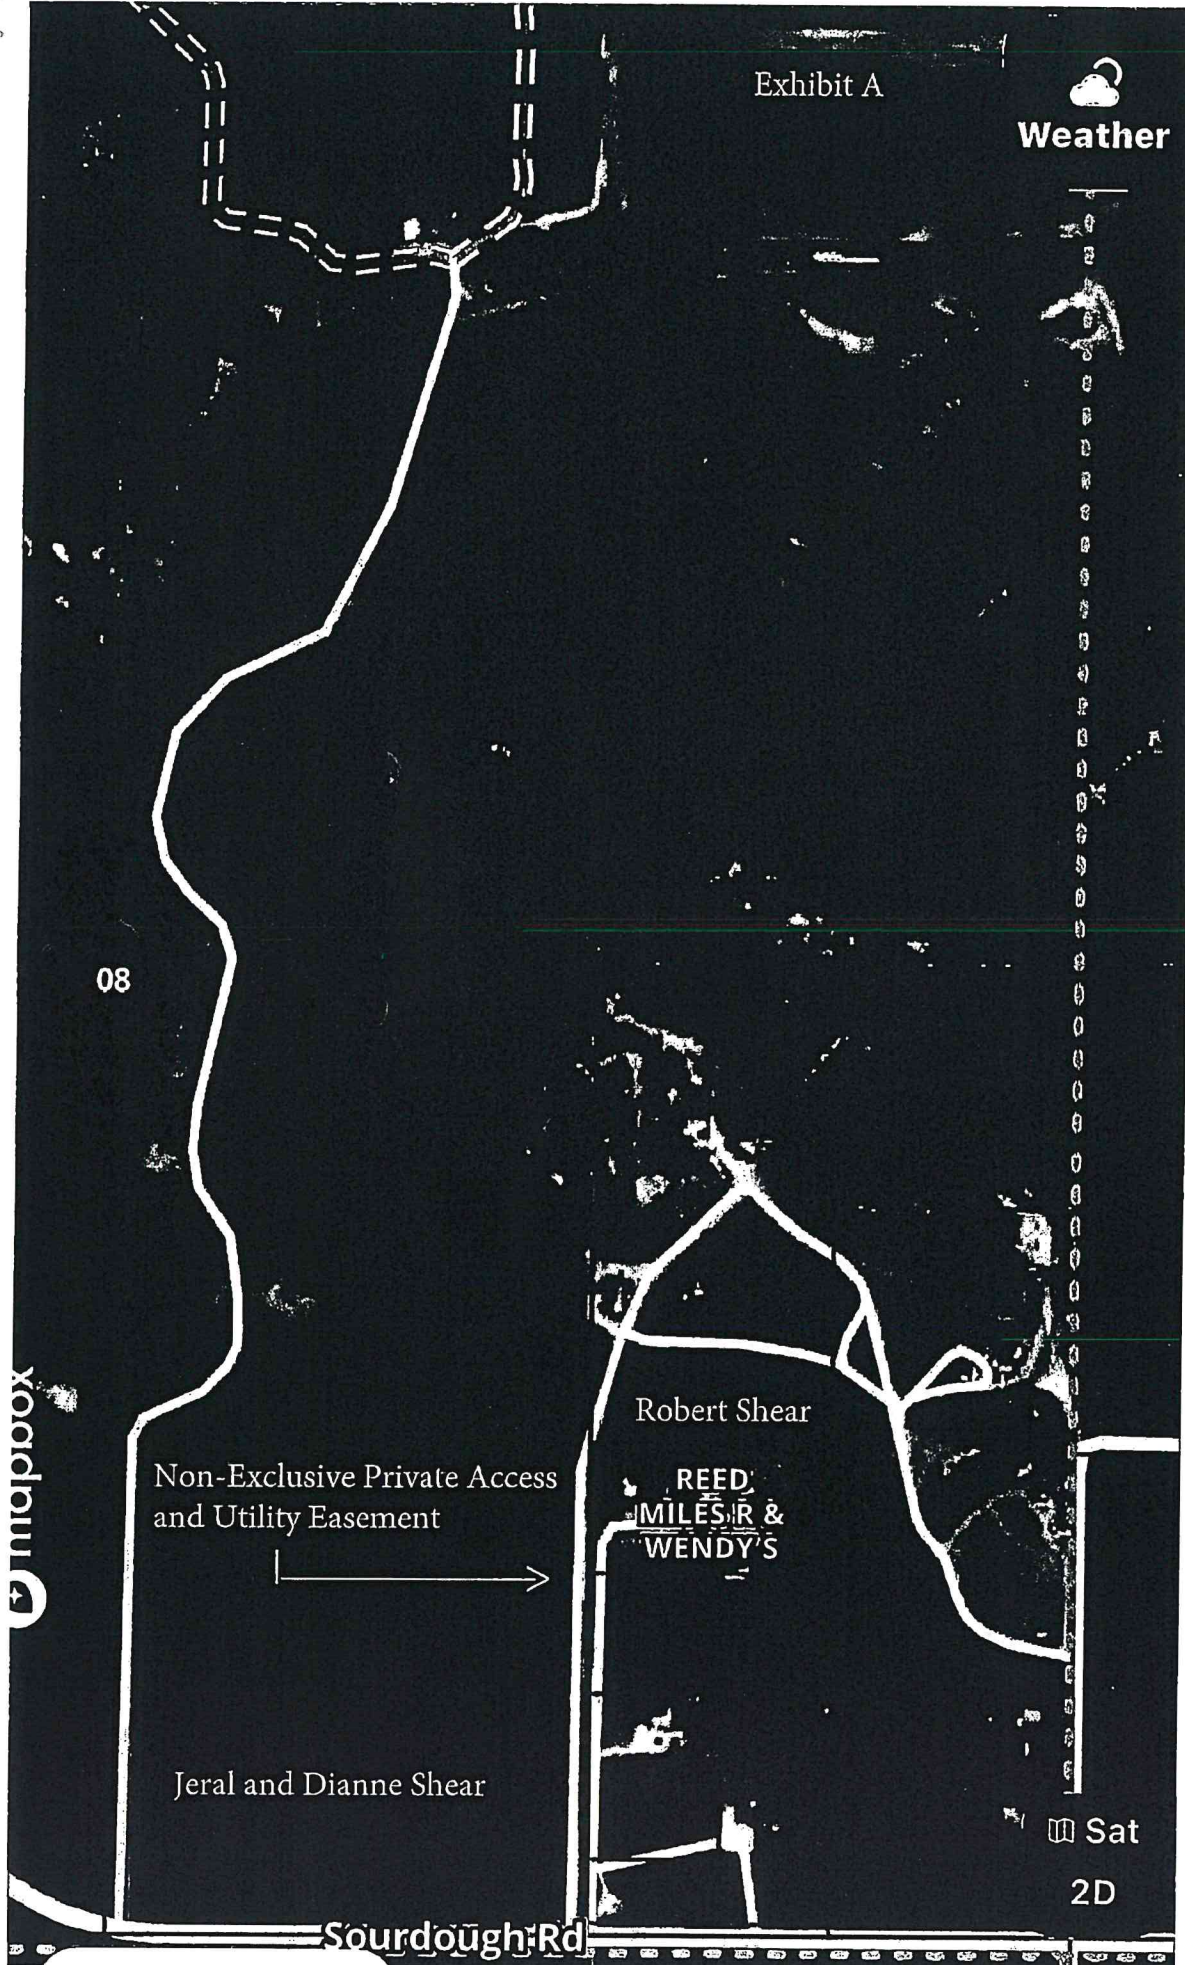 Exhibit A
Weather
08
mapbox
Robert Shear
Non-Exclusive Private Access
and Utility Easement
REED
MILES R &
WENDY'S
Jeral and Dianne Shear
Sat
2D
Sourdough Rd